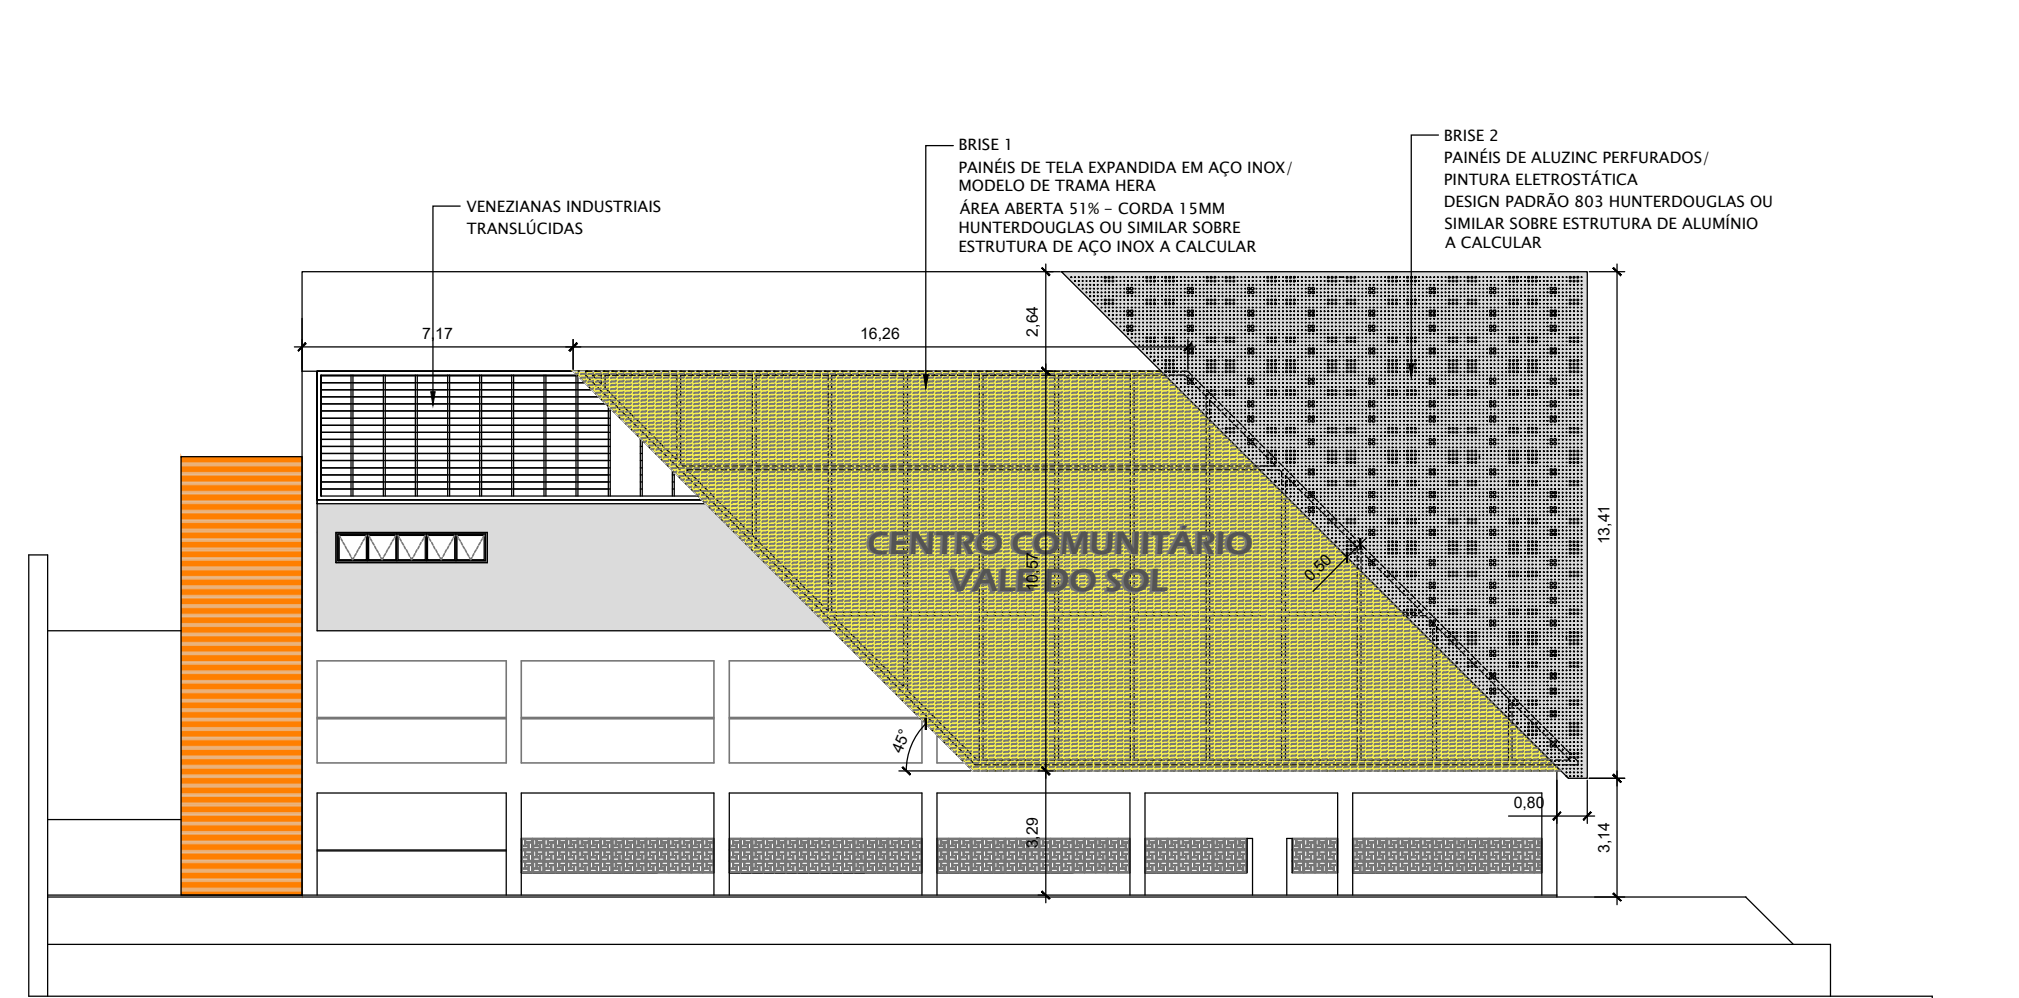 BRISE 2
PAINÉIS DE ALUZINC PERFURADOS/
PINTURA ELETROSTÁTICA
DESIGN PADRÃO 803 HUNTERDOUGLAS OU
SIMILAR SOBRE ESTRUTURA DE ALUMÍNIO
A CALCULAR
BRISE 1
PAINÉIS DE TELA EXPANDIDA EM AÇO INOX/
MODELO DE TRAMA HERA
ÁREA ABERTA 51% - CORDA 15MM
HUNTERDOUGLAS OU SIMILAR SOBRE
ESTRUTURA DE AÇO INOX A CALCULAR
VENEZIANAS INDUSTRIAIS
TRANSLÚCIDAS
7,17
16,26
2,64
13,41
CENTRO COMUNITÁRIO
VALE DO SOL
10,57
0,50
45°
0,80
3,29
3,14